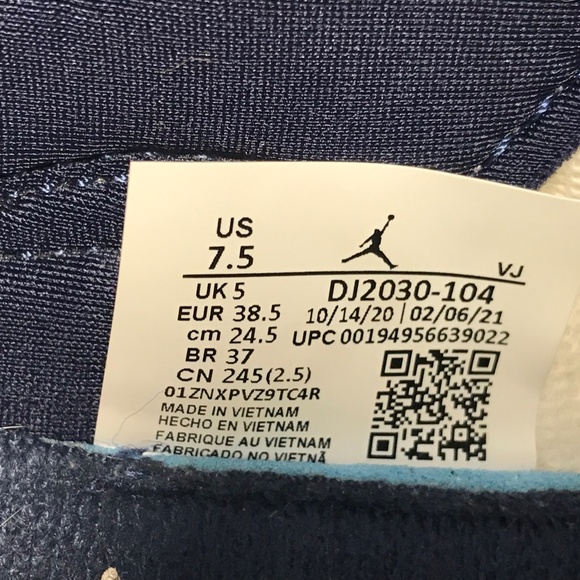 US
7.5
VJ
UK 5
DJ2030-104
EUR 38.5
10/14/20 | 02/06/21
cm 24.5
UPC 00194956639022
BR 37
CN 245(2.5)
01ZNXPVZ9TC4R
MADE IN VIETNAM
HECHO EN VIETNAM
FABRIQUE AU VIETNAM
FABRICADO NO VIETNÃ